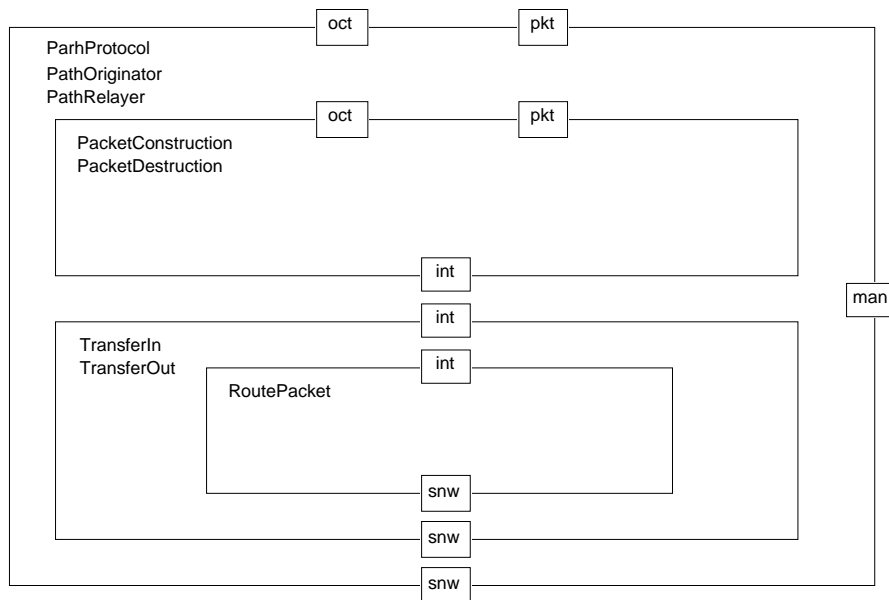 oct pkt
ParhProtocol
PathOriginator
PathRelayer
oct pkt
PacketConstruction
PacketDestruction
int
man
int
TransferIn
TransferOut
int
RoutePacket
snw
snw
snw